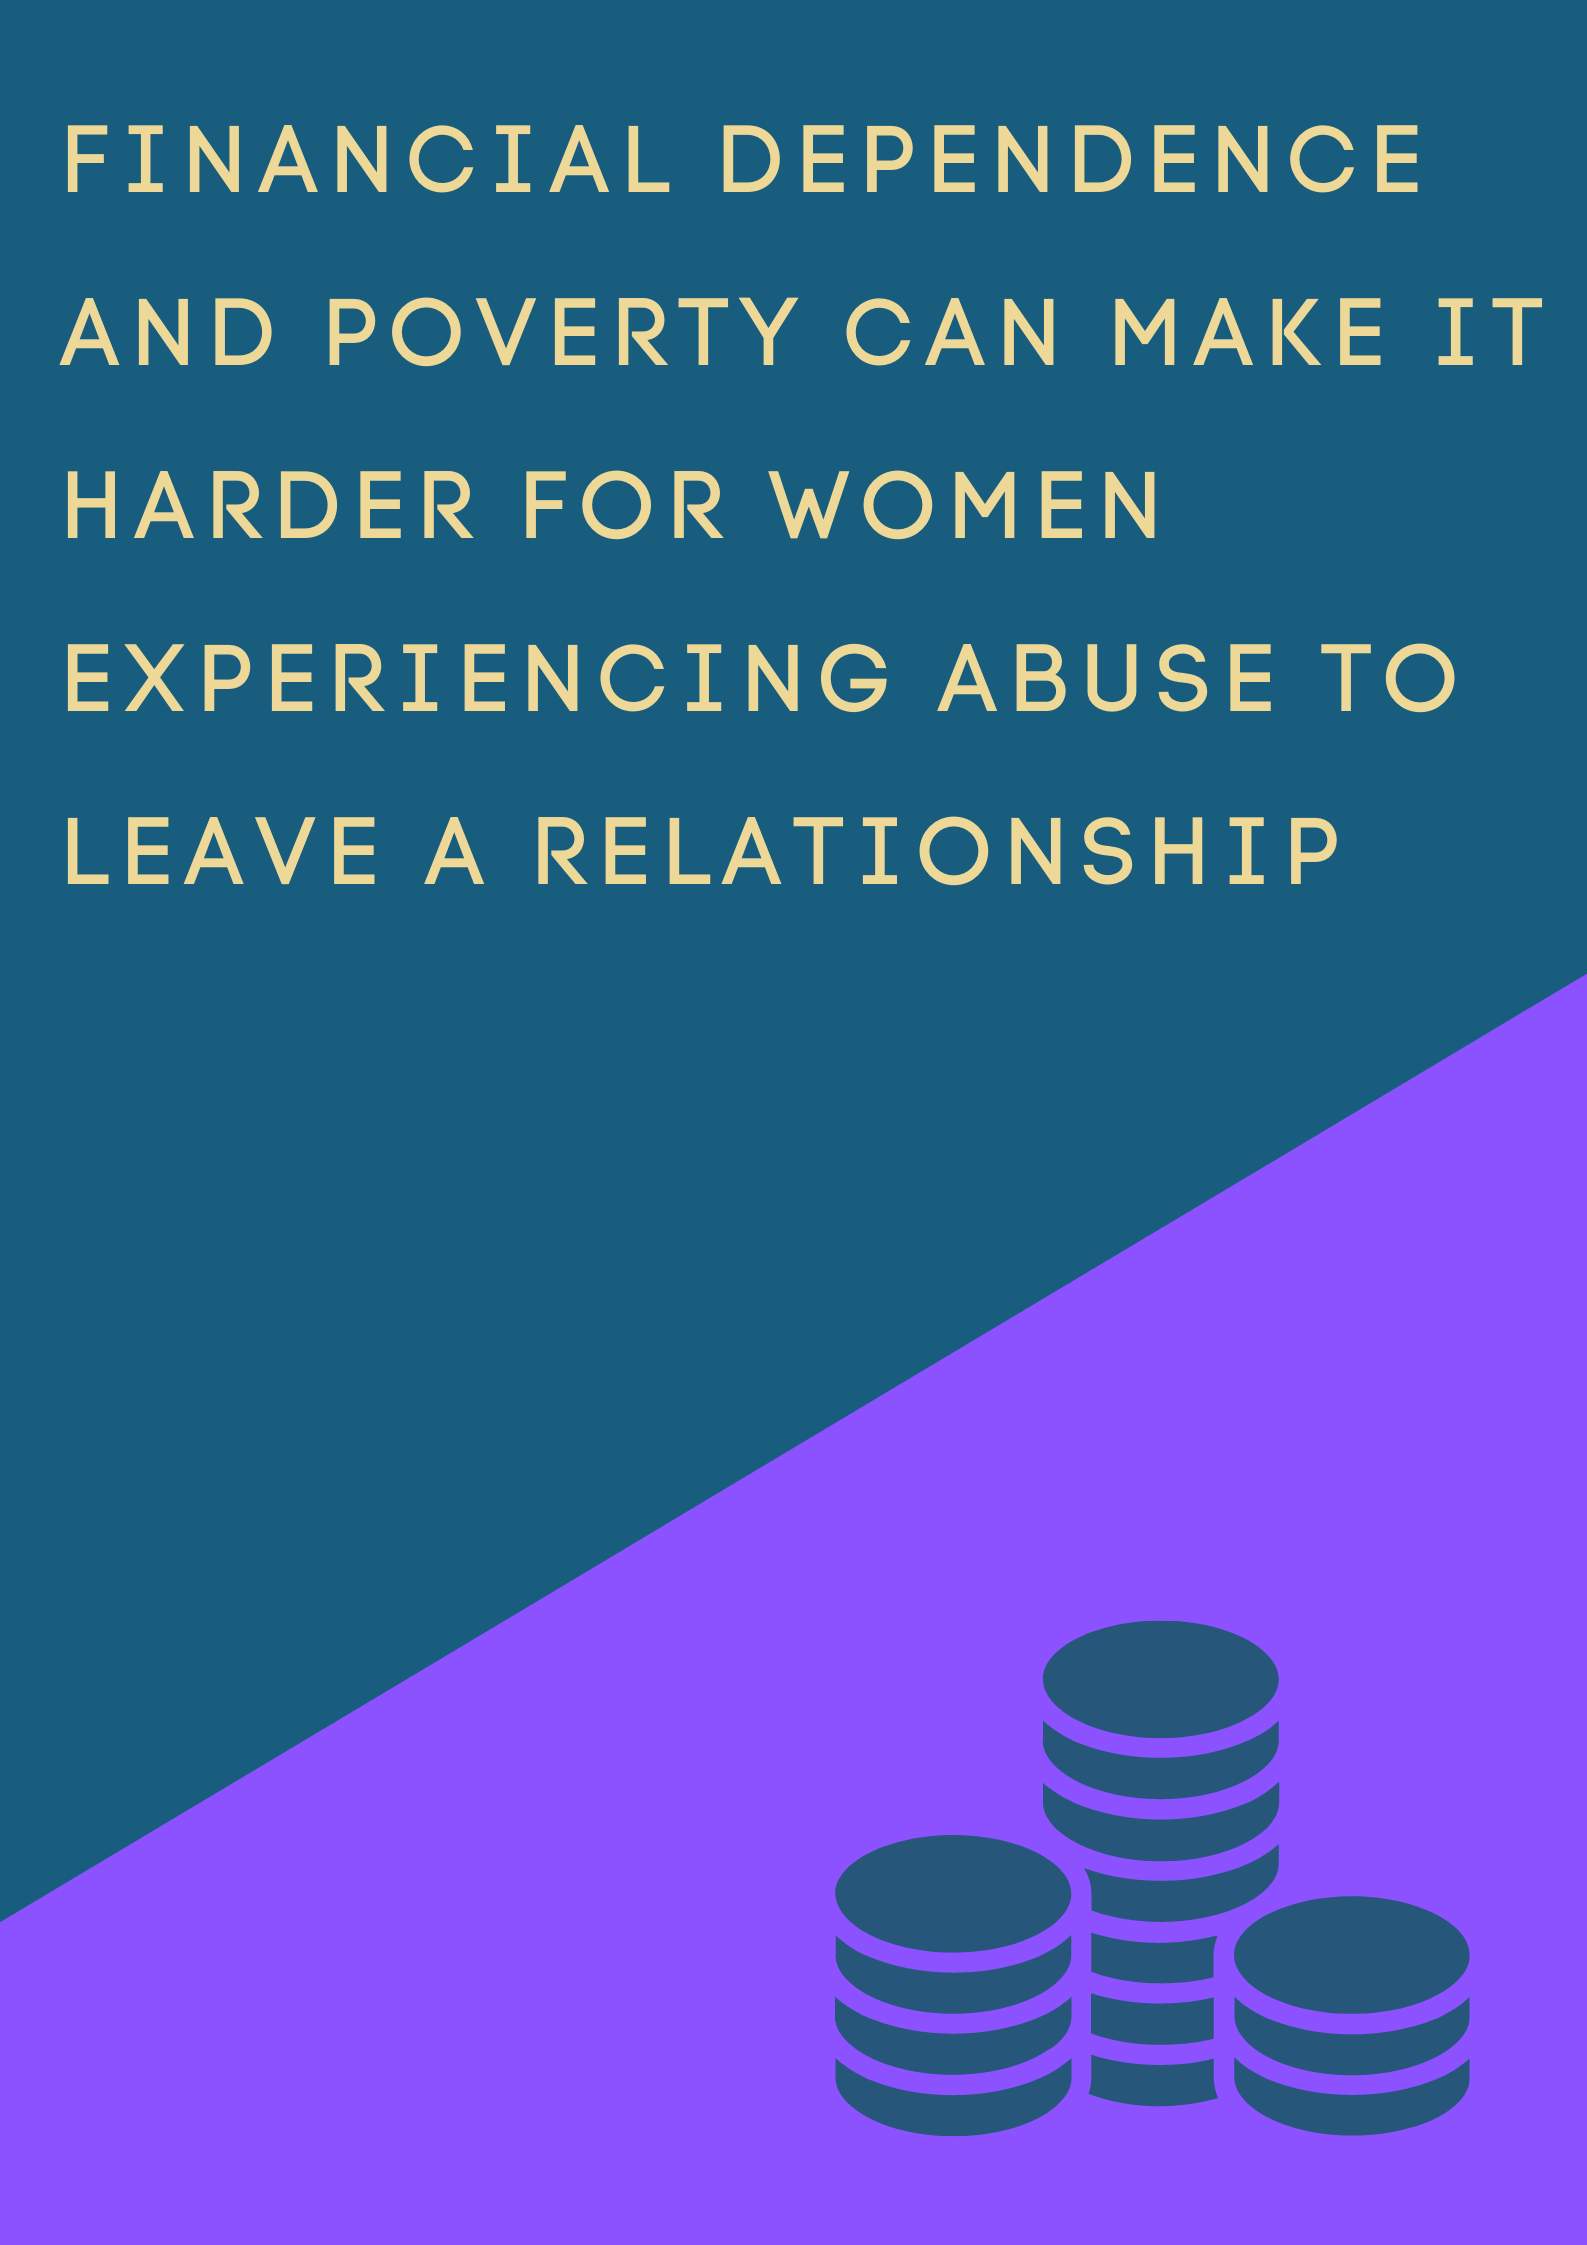 FINANCIAL DEPENDENCE
AND POVERTY CAN MAKE IT
HARDER FOR WOMEN
EXPERIENCING ABUSE TO
LEAVE A RELATIONSHIP